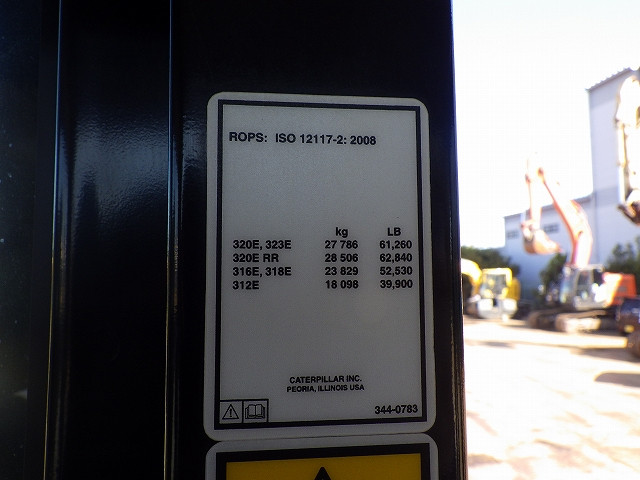 ROPS: ISO 12117-2: 2008
kg LB
320E, 323E 27 786 61,260
320E RR 28 506 62,840
316E, 318E 23 829 52,530
312E 18 098 39,900
CATERPILLAR INC.
PEORIA, ILLINOIS USA
344-0783